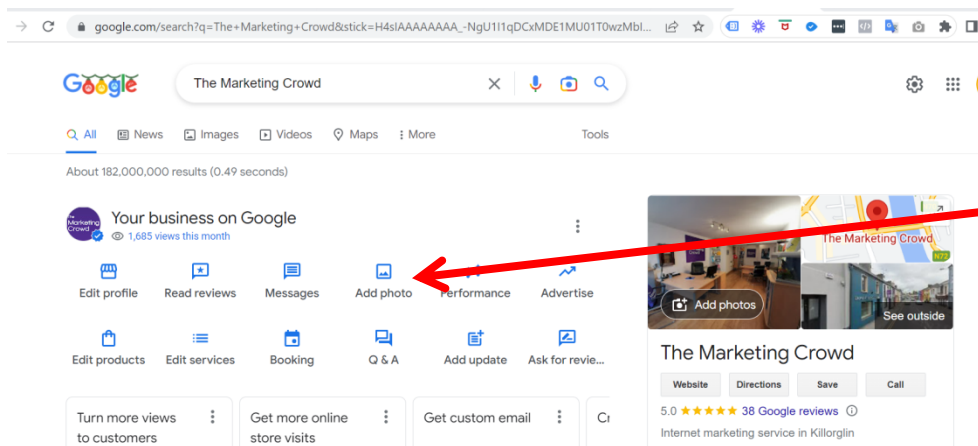 google.com/search?q=The+Marketing+Crowd&stick=H4sIAAAAAAAA_-NgU1I1qDCxMDE1MU01T0wzMbI...
Google
The Marketing Crowd
All News Images Videos Maps More Tools
About 182,000,000 results (0.49 seconds)
The Marketing Crowd
Your business on Google
1,685 views this month
Edit profile Read reviews Messages Add photo Performance Advertise
Edit products Edit services Booking Q & A Add update Ask for revie...
Turn more views
to customers
Get more online
store visits
Get custom email
The Marketing Crowd
N72
Add photos
See outside
The Marketing Crowd
Website Directions Save Call
5.0 38 Google reviews
Internet marketing service in Killorglin